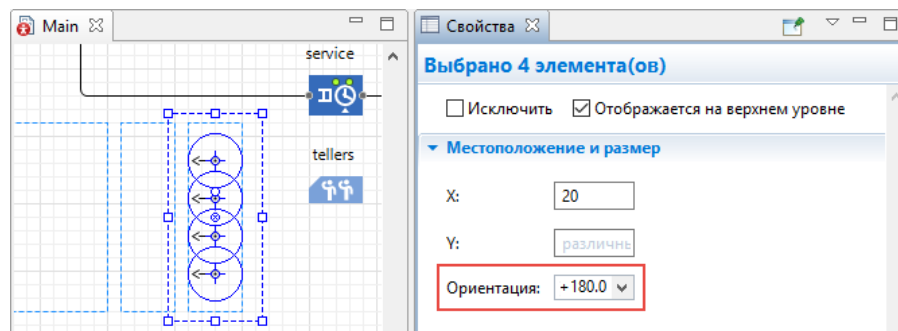 Main
service
tellers
Свойства
Выбрано 4 элемента(ов)
Исключить Отображается на верхнем уровне
Местоположение и размер
X: 20
Y: различнь
Ориентация: +180.0